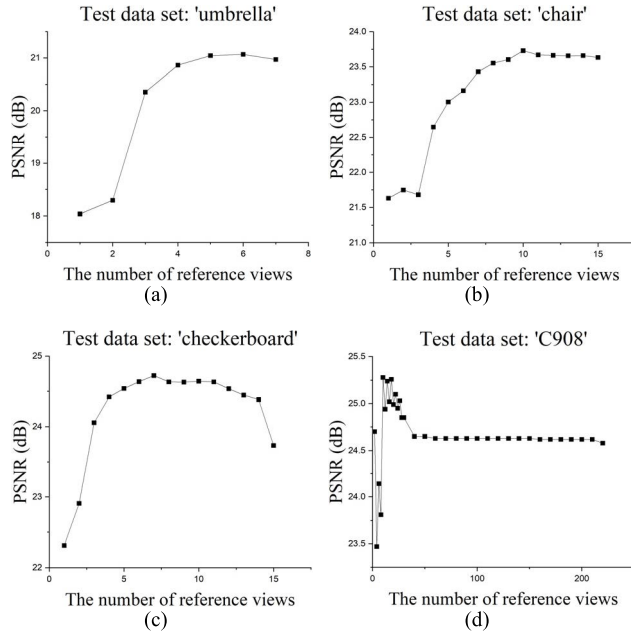 Test data set: 'umbrella'
PSNR (dB)
21
20
19
18
0 2 4 6 8
The number of reference views
(a)
Test data set: 'chair'
PSNR (dB)
24.0
23.5
23.0
22.5
22.0
21.5
21.0
0 5 10 15
The number of reference views
(b)
Test data set: 'checkerboard'
PSNR (dB)
25
24
23
22
0 5 10 15
The number of reference views
(c)
Test data set: 'C908'
PSNR (dB)
25.5
25.0
24.5
24.0
23.5
0 100 200
The number of reference views
(d)